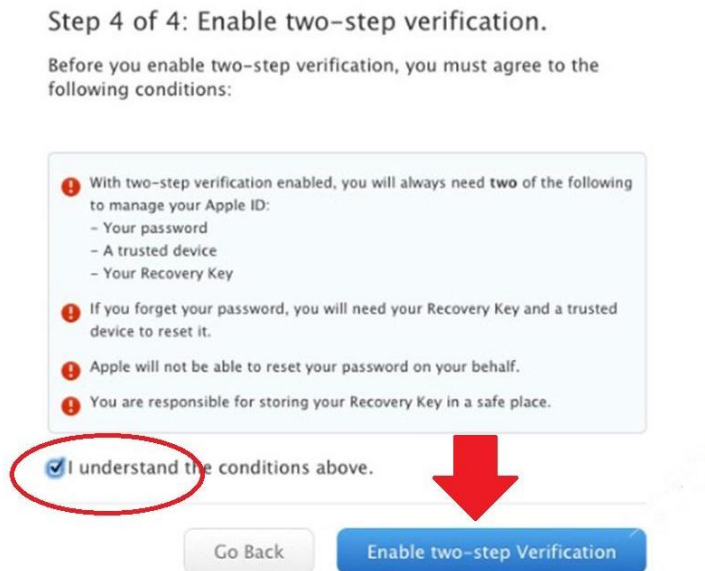 Step 4 of 4: Enable two-step verification.
Before you enable two-step verification, you must agree to the
following conditions:
With two-step verification enabled, you will always need two of the following
to manage your Apple ID:
- Your password
- A trusted device
- Your Recovery Key
If you forget your password, you will need your Recovery Key and a trusted
device to reset it.
Apple will not be able to reset your password on your behalf.
You are responsible for storing your Recovery Key in a safe place.
I understand the conditions above.
Go Back
Enable two-step Verification